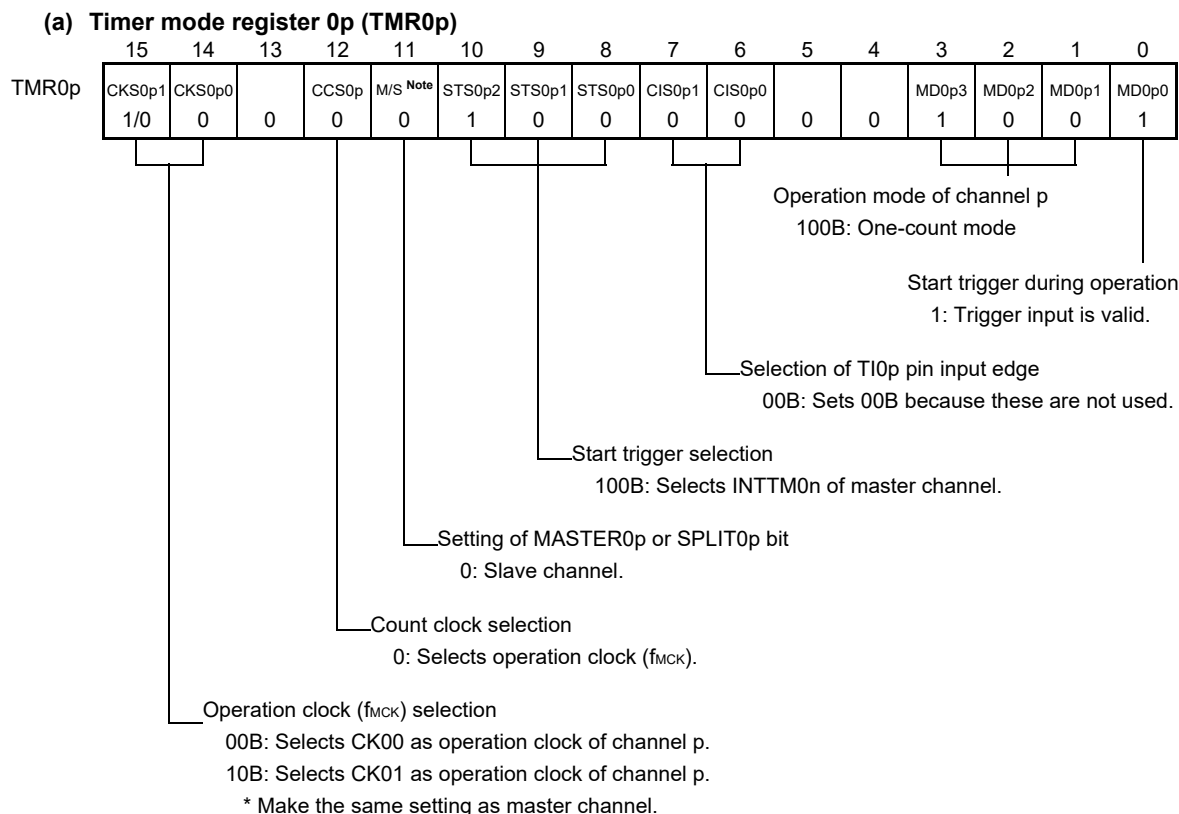 (a) Timer mode register 0p (TMR0p)
15 14 13 12 11 10 9 8 7 6 5 4 3 2 1 0
TMR0p CKS0p1 CKS0p0 CCS0p M/S Note STS0p2 STS0p1 STS0p0 CIS0p1 CIS0p0 MD0p3 MD0p2 MD0p1 MD0p0
1/0 0 0 0 0 1 0 0 0 0 0 0 1 0 0 1
Operation mode of channel p
100B: One-count mode
Start trigger during operation
1: Trigger input is valid.
Selection of TI0p pin input edge
00B: Sets 00B because these are not used.
Start trigger selection
100B: Selects INTTM0n of master channel.
Setting of MASTER0p or SPLIT0p bit
0: Slave channel.
Count clock selection
0: Selects operation clock (fMCK).
Operation clock (fMCK) selection
00B: Selects CK00 as operation clock of channel p.
10B: Selects CK01 as operation clock of channel p.
* Make the same setting as master channel.